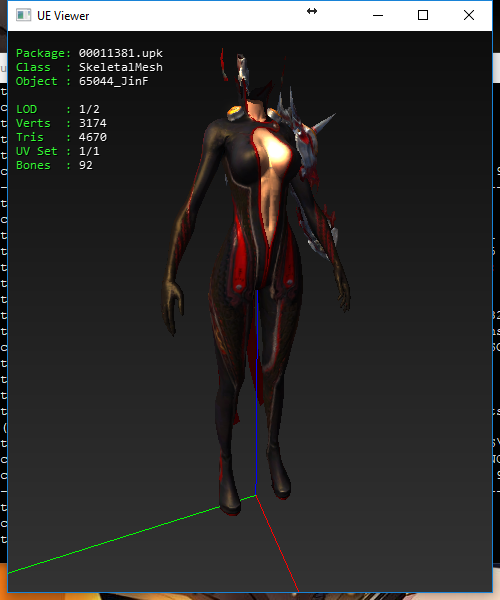 UE Viewer
Package: 00011381.upk
Class : SkeletalMesh
Object : 65044_JinF
LOD : 1/2
Verts : 3174
Tris : 4670
UV Set : 1/1
Bones : 92